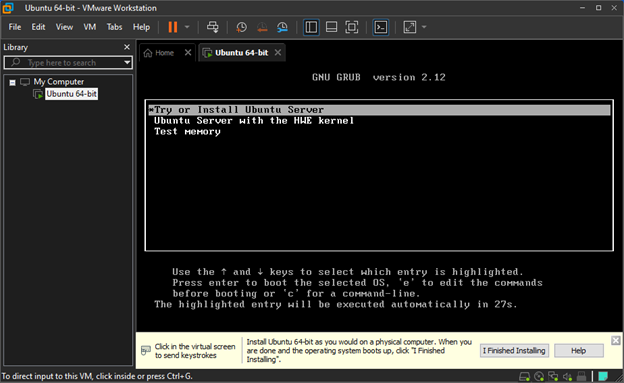 Ubuntu 64-bit - VMware Workstation
File Edit View VM Tabs Help
Library
Type here to search
My Computer
Ubuntu 64-bit
Home
Ubuntu 64-bit
GNU GRUB version 2.12
*Try or Install Ubuntu Server
Ubuntu Server with the HWE kernel
Test memory
Use the ↑ and ↓ keys to select which entry is highlighted.
Press enter to boot the selected OS, 'e' to edit the commands
before booting or 'c' for a command-line.
The highlighted entry will be executed automatically in 27s.
Click in the virtual screen
to send keystrokes
Install Ubuntu 64-bit as you would on a physical computer. When you
are done and the operating system boots up, click "I Finished
Installing".
I Finished Installing
Help
To direct input to this VM, click inside or press Ctrl+G.